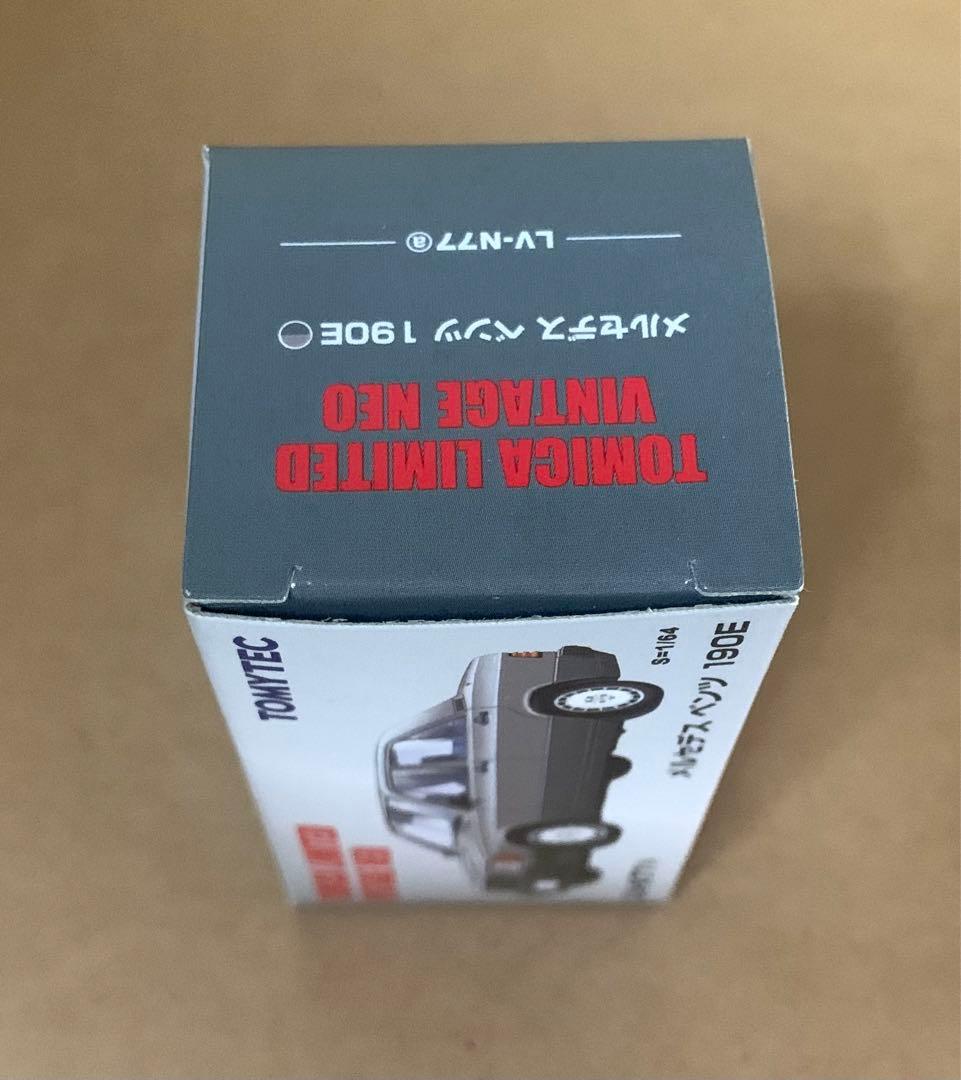 TOMICA LIMITED
VINTAGE NEO
メルセデス ベンツ 190E
LV-N77ⓐ
TOMYTEC
S=1/64
メルセデス ベンツ 190E